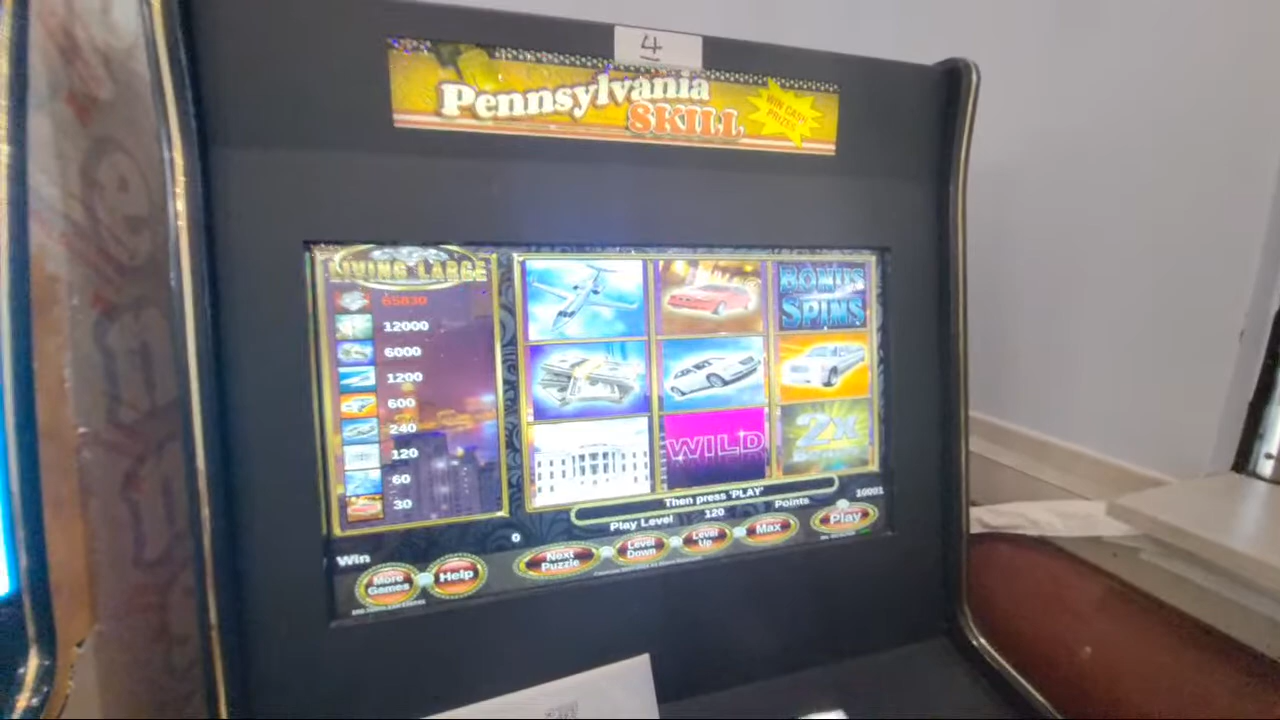 4
Pennsylvania
SKILL
WIN CASH
PRIZES
LIVING LARGE
65830
12000
6000
1200
600
240
120
60
30
BONUS
SPINS
WILD
2x
Then press 'PLAY'
Play Level
120
Points
10001
Win
0
More
Games
Help
Next
Puzzle
Level
Down
Level
Up
Max
Play